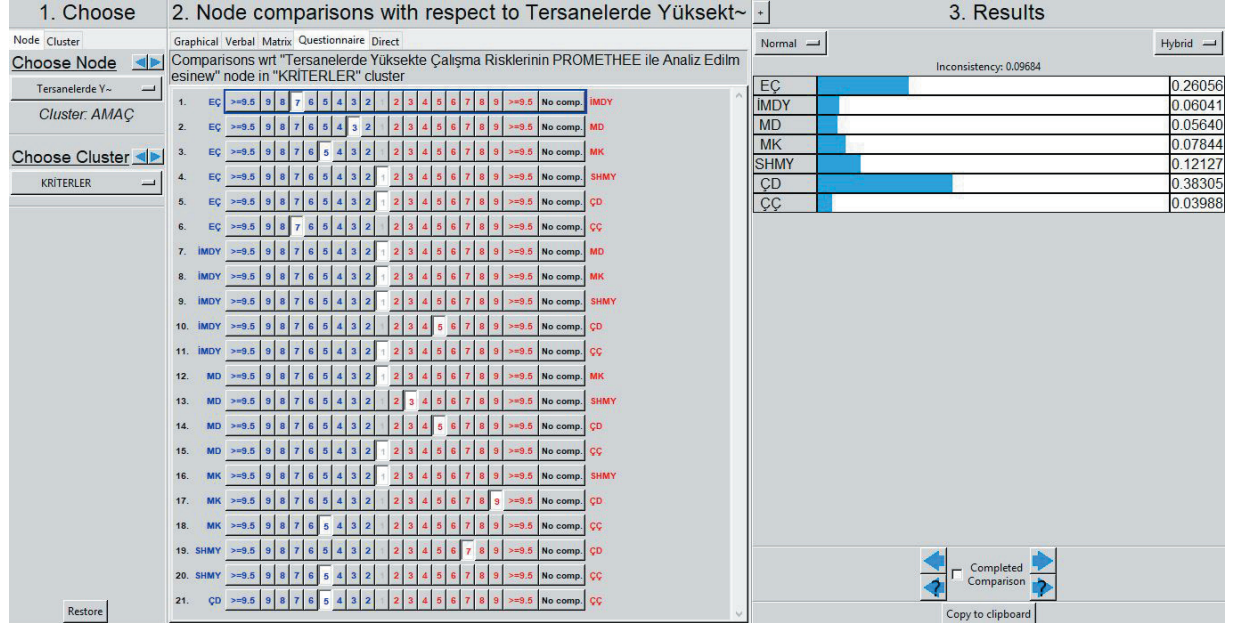 1. Choose
Node Cluster
Choose Node
Tersanelerde Y~
Cluster: AMAÇ
Choose Cluster
KRİTERLER
Restore
2. Node comparisons with respect to Tersanelerde Yüksekt~
Graphical Verbal Matrix Questionnaire Direct
Comparisons wrt "Tersanelerde Yüksekte Çalışma Risklerinin PROMETHEE ile Analiz Edilm
esinew" node in "KRİTERLER" cluster
1. EÇ >=9.5 9 8 7 6 5 4 3 2 1 2 3 4 5 6 7 8 9 >=9.5 No comp. İMDY
2. EÇ >=9.5 9 8 7 6 5 4 3 2 1 2 3 4 5 6 7 8 9 >=9.5 No comp. MD
3. EÇ >=9.5 9 8 7 6 5 4 3 2 1 2 3 4 5 6 7 8 9 >=9.5 No comp. MK
4. EÇ >=9.5 9 8 7 6 5 4 3 2 1 2 3 4 5 6 7 8 9 >=9.5 No comp. SHMY
5. EÇ >=9.5 9 8 7 6 5 4 3 2 1 2 3 4 5 6 7 8 9 >=9.5 No comp. ÇD
6. EÇ >=9.5 9 8 7 6 5 4 3 2 1 2 3 4 5 6 7 8 9 >=9.5 No comp. ÇÇ
7. İMDY >=9.5 9 8 7 6 5 4 3 2 1 2 3 4 5 6 7 8 9 >=9.5 No comp. MD
8. İMDY >=9.5 9 8 7 6 5 4 3 2 1 2 3 4 5 6 7 8 9 >=9.5 No comp. MK
9. İMDY >=9.5 9 8 7 6 5 4 3 2 1 2 3 4 5 6 7 8 9 >=9.5 No comp. SHMY
10. İMDY >=9.5 9 8 7 6 5 4 3 2 1 2 3 4 5 6 7 8 9 >=9.5 No comp. ÇD
11. İMDY >=9.5 9 8 7 6 5 4 3 2 1 2 3 4 5 6 7 8 9 >=9.5 No comp. ÇÇ
12. MD >=9.5 9 8 7 6 5 4 3 2 1 2 3 4 5 6 7 8 9 >=9.5 No comp. MK
13. MD >=9.5 9 8 7 6 5 4 3 2 1 2 3 4 5 6 7 8 9 >=9.5 No comp. SHMY
14. MD >=9.5 9 8 7 6 5 4 3 2 1 2 3 4 5 6 7 8 9 >=9.5 No comp. ÇD
15. MD >=9.5 9 8 7 6 5 4 3 2 1 2 3 4 5 6 7 8 9 >=9.5 No comp. ÇÇ
16. MK >=9.5 9 8 7 6 5 4 3 2 1 2 3 4 5 6 7 8 9 >=9.5 No comp. SHMY
17. MK >=9.5 9 8 7 6 5 4 3 2 1 2 3 4 5 6 7 8 9 >=9.5 No comp. ÇD
18. MK >=9.5 9 8 7 6 5 4 3 2 1 2 3 4 5 6 7 8 9 >=9.5 No comp. ÇÇ
19. SHMY >=9.5 9 8 7 6 5 4 3 2 1 2 3 4 5 6 7 8 9 >=9.5 No comp. ÇD
20. SHMY >=9.5 9 8 7 6 5 4 3 2 1 2 3 4 5 6 7 8 9 >=9.5 No comp. ÇÇ
21. ÇD >=9.5 9 8 7 6 5 4 3 2 1 2 3 4 5 6 7 8 9 >=9.5 No comp. ÇÇ
+ 3. Results
Normal Hybrid
Inconsistency: 0.09684
EÇ 0.26056
İMDY 0.06041
MD 0.05640
MK 0.07844
SHMY 0.12127
ÇD 0.38305
ÇÇ 0.03988
Completed
Comparison
? ?
Copy to clipboard